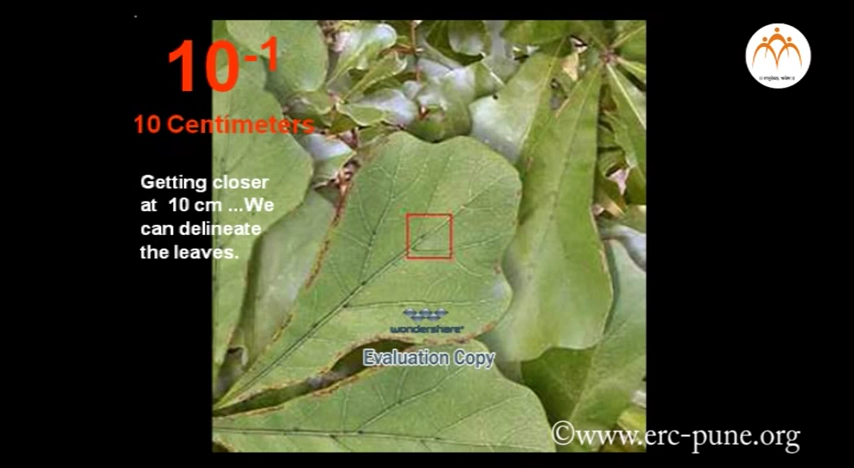 10-1
10 Centimeters
Getting closer
at 10 cm ...We
can delineate
the leaves.
wondershare
Evaluation Copy
©www.erc-pune.org